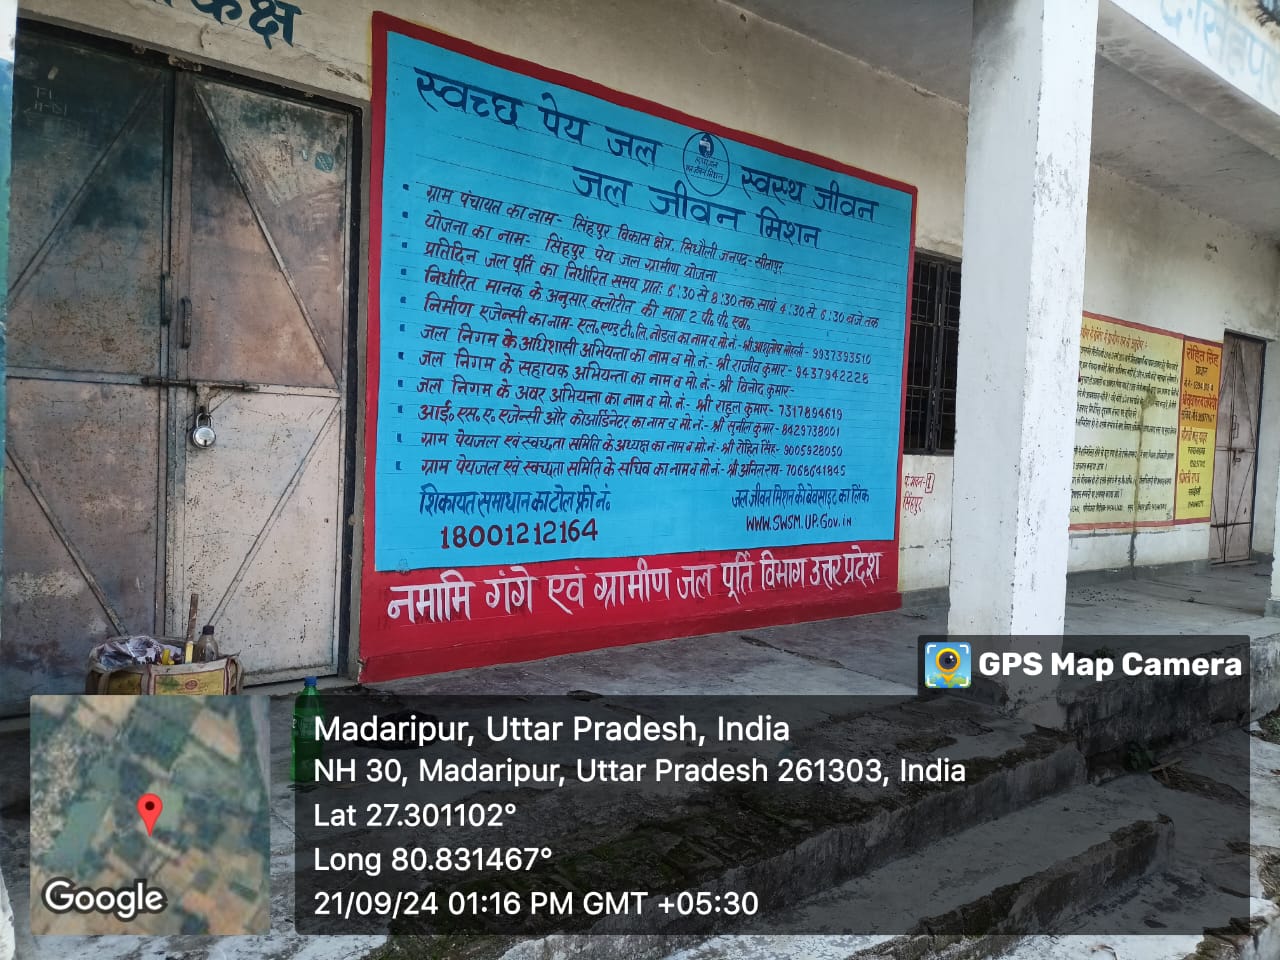 कक्ष
स्वच्छ पेय जल स्वस्थ जीवन
जल जीवन मिशन
ग्राम पंचायत का नाम- सिंहपुर विकास क्षेत्र, सिधौली जनपद- सीतापुर
योजना का नाम- सिंहपुर पेय जल ग्रामीण योजना
प्रतिदिन जल पूर्ति का निर्धारित समय प्रातः 6:30 से 8:30 तक सायं 4:30 से 6:30 बजे तक
निर्धारित मानक के अनुसार क्लोरीन की मात्रा 2 पी. पी. एम.
निर्माण एजेन्सी का नाम- एल. एण्ड टी. लि. नोडल का नाम व मो. नं.- श्री आशुतोष मोहन्ती - 9937393510
जल निगम के अधिशासी अभियन्ता का नाम व मो. नं.- श्री राजीव कुमार - 9437942228
जल निगम के सहायक अभियन्ता का नाम व मो. नं.- श्री विनोद कुमार-
जल निगम के अवर अभियन्ता का नाम व मो. नं.- श्री राहुल कुमार- 7317894619
आई. एस. ए. एजेन्सी और कोआर्डिनेटर का नाम व मो. नं.- श्री सुनील कुमार - 8429738001
ग्राम पेयजल एवं स्वच्छता समिति के अध्यक्ष का नाम व मो. नं- श्री रोहित सिंह- 9005928050
ग्राम पेयजल एवं स्वच्छता समिति के सचिव का नाम व मो. नं- श्री अनिल राय- 7068641845
शिकायत समाधान का टोल फ्री नं.
18001212164
जल जीवन मिशन की वेबसाइट का लिंक
WWW.SWSM.UP.Gov.in
नमामि गंगे एवं ग्रामीण जल पूर्ति विभाग उत्तर प्रदेश
सिंहपुर
रोहित सिंह
प्रधान
GPS Map Camera
Madaripur, Uttar Pradesh, India
NH 30, Madaripur, Uttar Pradesh 261303, India
Lat 27.301102°
Long 80.831467°
21/09/24 01:16 PM GMT +05:30
Google